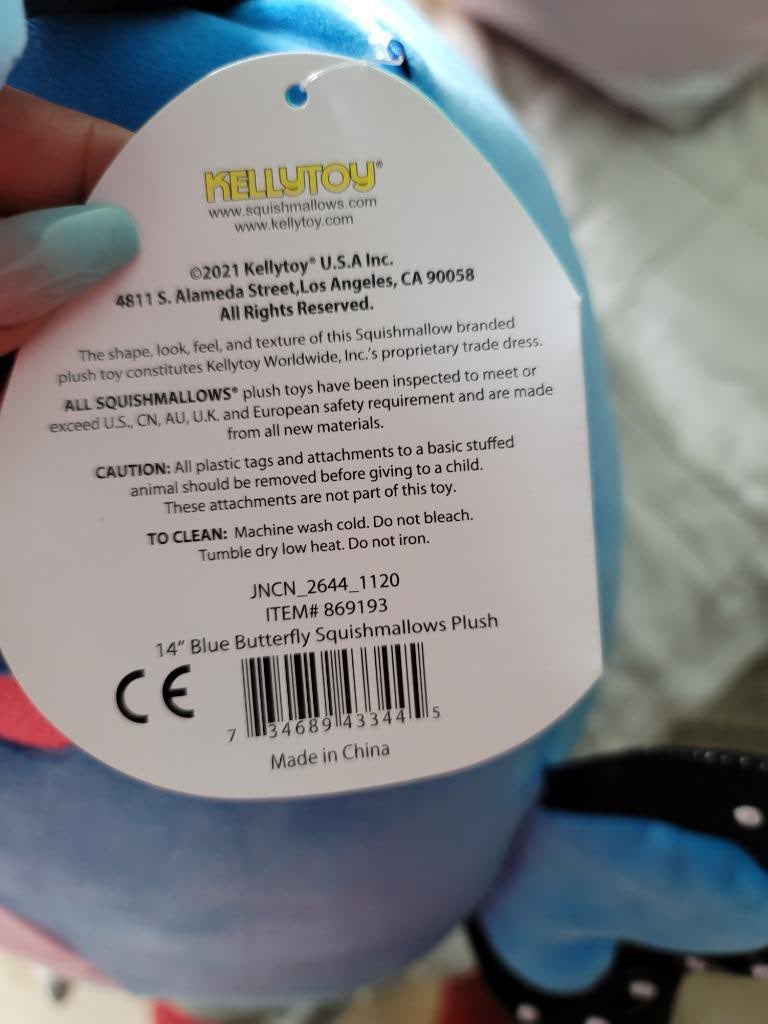 KELLYTOY®
www.squishmallows.com
www.kellytoy.com
©2021 Kellytoy® U.S.A Inc.
4811 S. Alameda Street,Los Angeles, CA 90058
All Rights Reserved.
The shape, look, feel, and texture of this Squishmallow branded
plush toy constitutes Kellytoy Worldwide, Inc.'s proprietary trade dress.
ALL SQUISHMALLOWS® plush toys have been inspected to meet or
exceed U.S., CN, AU, U.K. and European safety requirement and are made
from all new materials.
CAUTION: All plastic tags and attachments to a basic stuffed
animal should be removed before giving to a child.
These attachments are not part of this toy.
TO CLEAN: Machine wash cold. Do not bleach.
Tumble dry low heat. Do not iron.
JNCN_2644_1120
ITEM# 869193
14” Blue Butterfly Squishmallows Plush
CE
7 34689 43344 5
Made in China